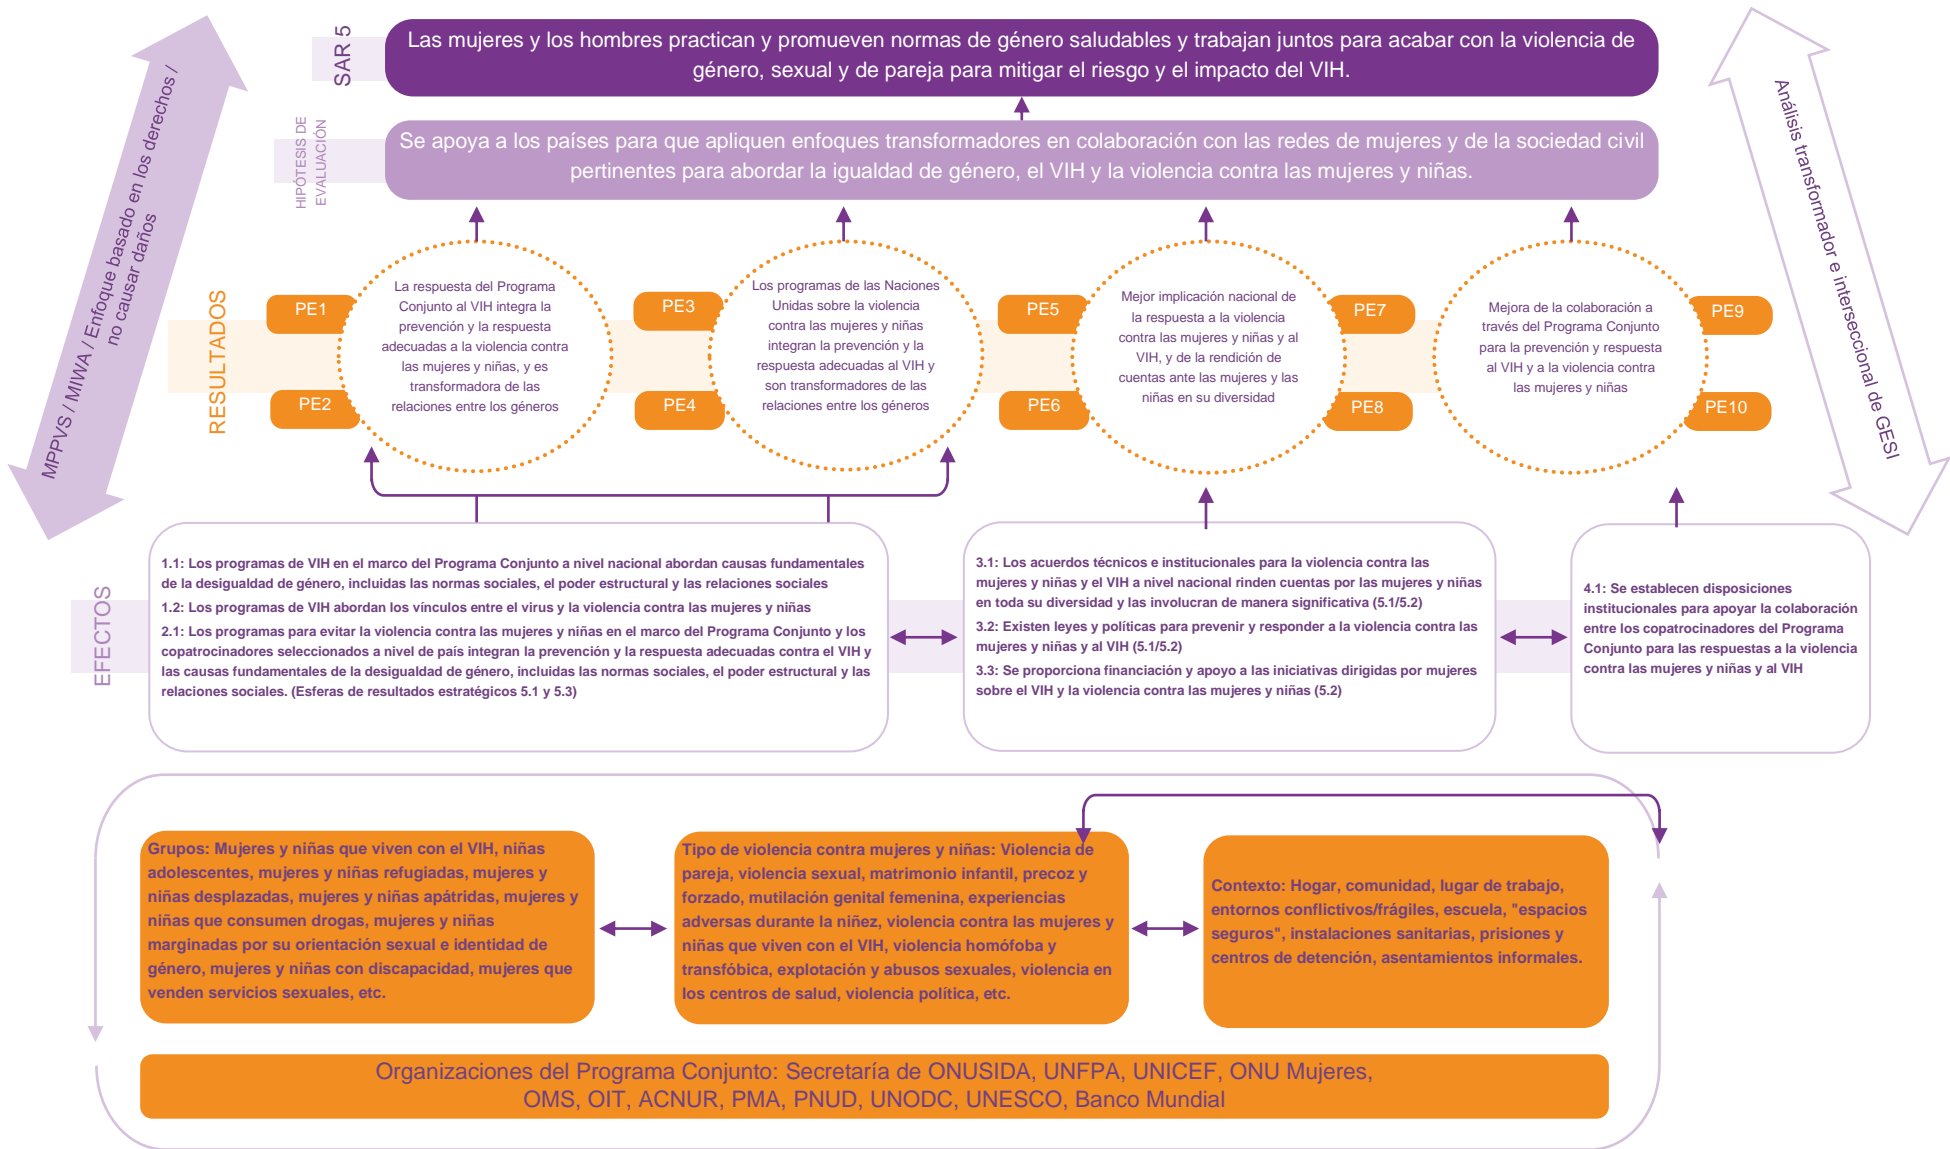 SAR 5
Las mujeres y los hombres practican y promueven normas de género saludables y trabajan juntos para acabar con la violencia de
género, sexual y de pareja para mitigar el riesgo y el impacto del VIH.
HIPÓTESIS DE
EVALUACIÓN
Se apoya a los países para que apliquen enfoques transformadores en colaboración con las redes de mujeres y de la sociedad civil
pertinentes para abordar la igualdad de género, el VIH y la violencia contra las mujeres y niñas.
MPPVS / MIWA / Enfoque basado en los derechos /
no causar daños
Análisis transformador e interseccional de GESI
RESULTADOS
PE1
PE2
La respuesta del Programa
Conjunto al VIH integra la
prevención y la respuesta
adecuadas a la violencia contra
las mujeres y niñas, y es
transformadora de las
relaciones entre los géneros
PE3
PE4
Los programas de las Naciones
Unidas sobre la violencia
contra las mujeres y niñas
integran la prevención y la
respuesta adecuadas al VIH y
son transformadores de las
relaciones entre los géneros
PE5
PE6
Mejor implicación nacional de
la respuesta a la violencia
contra las mujeres y niñas y al
VIH, y de la rendición de
cuentas ante las mujeres y las
niñas en su diversidad
PE7
PE8
Mejora de la colaboración a
través del Programa Conjunto
para la prevención y respuesta
al VIH y a la violencia contra
las mujeres y niñas
PE9
PE10
EFECTOS
1.1: Los programas de VIH en el marco del Programa Conjunto a nivel nacional abordan causas fundamentales
de la desigualdad de género, incluidas las normas sociales, el poder estructural y las relaciones sociales
1.2: Los programas de VIH abordan los vínculos entre el virus y la violencia contra las mujeres y niñas
2.1: Los programas para evitar la violencia contra las mujeres y niñas en el marco del Programa Conjunto y los
copatrocinadores seleccionados a nivel de país integran la prevención y la respuesta adecuadas contra el VIH y
las causas fundamentales de la desigualdad de género, incluidas las normas sociales, el poder estructural y las
relaciones sociales. (Esferas de resultados estratégicos 5.1 y 5.3)
3.1: Los acuerdos técnicos e institucionales para la violencia contra las
mujeres y niñas y el VIH a nivel nacional rinden cuentas por las mujeres y niñas
en toda su diversidad y las involucran de manera significativa (5.1/5.2)
3.2: Existen leyes y políticas para prevenir y responder a la violencia contra las
mujeres y niñas y al VIH (5.1/5.2)
3.3: Se proporciona financiación y apoyo a las iniciativas dirigidas por mujeres
sobre el VIH y la violencia contra las mujeres y niñas (5.2)
4.1: Se establecen disposiciones
institucionales para apoyar la colaboración
entre los copatrocinadores del Programa
Conjunto para las respuestas a la violencia
contra las mujeres y niñas y al VIH
Grupos: Mujeres y niñas que viven con el VIH, niñas
adolescentes, mujeres y niñas refugiadas, mujeres y
niñas desplazadas, mujeres y niñas apátridas, mujeres y
niñas que consumen drogas, mujeres y niñas
marginadas por su orientación sexual e identidad de
género, mujeres y niñas con discapacidad, mujeres que
venden servicios sexuales, etc.
Tipo de violencia contra mujeres y niñas: Violencia de
pareja, violencia sexual, matrimonio infantil, precoz y
forzado, mutilación genital femenina, experiencias
adversas durante la niñez, violencia contra las mujeres y
niñas que viven con el VIH, violencia homófoba y
transfóbica, explotación y abusos sexuales, violencia en
los centros de salud, violencia política, etc.
Contexto: Hogar, comunidad, lugar de trabajo,
entornos conflictivos/frágiles, escuela, "espacios
seguros", instalaciones sanitarias, prisiones y
centros de detención, asentamientos informales.
Organizaciones del Programa Conjunto: Secretaría de ONUSIDA, UNFPA, UNICEF, ONU Mujeres,
OMS, OIT, ACNUR, PMA, PNUD, UNODC, UNESCO, Banco Mundial